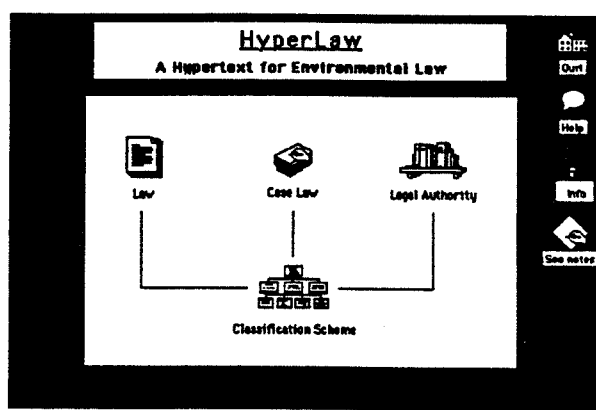 HyperLaw
A Hypertext for Environmental Law
Law
Case Law
Legal Authority
Classification Scheme
Quit
Help
Info
See notes